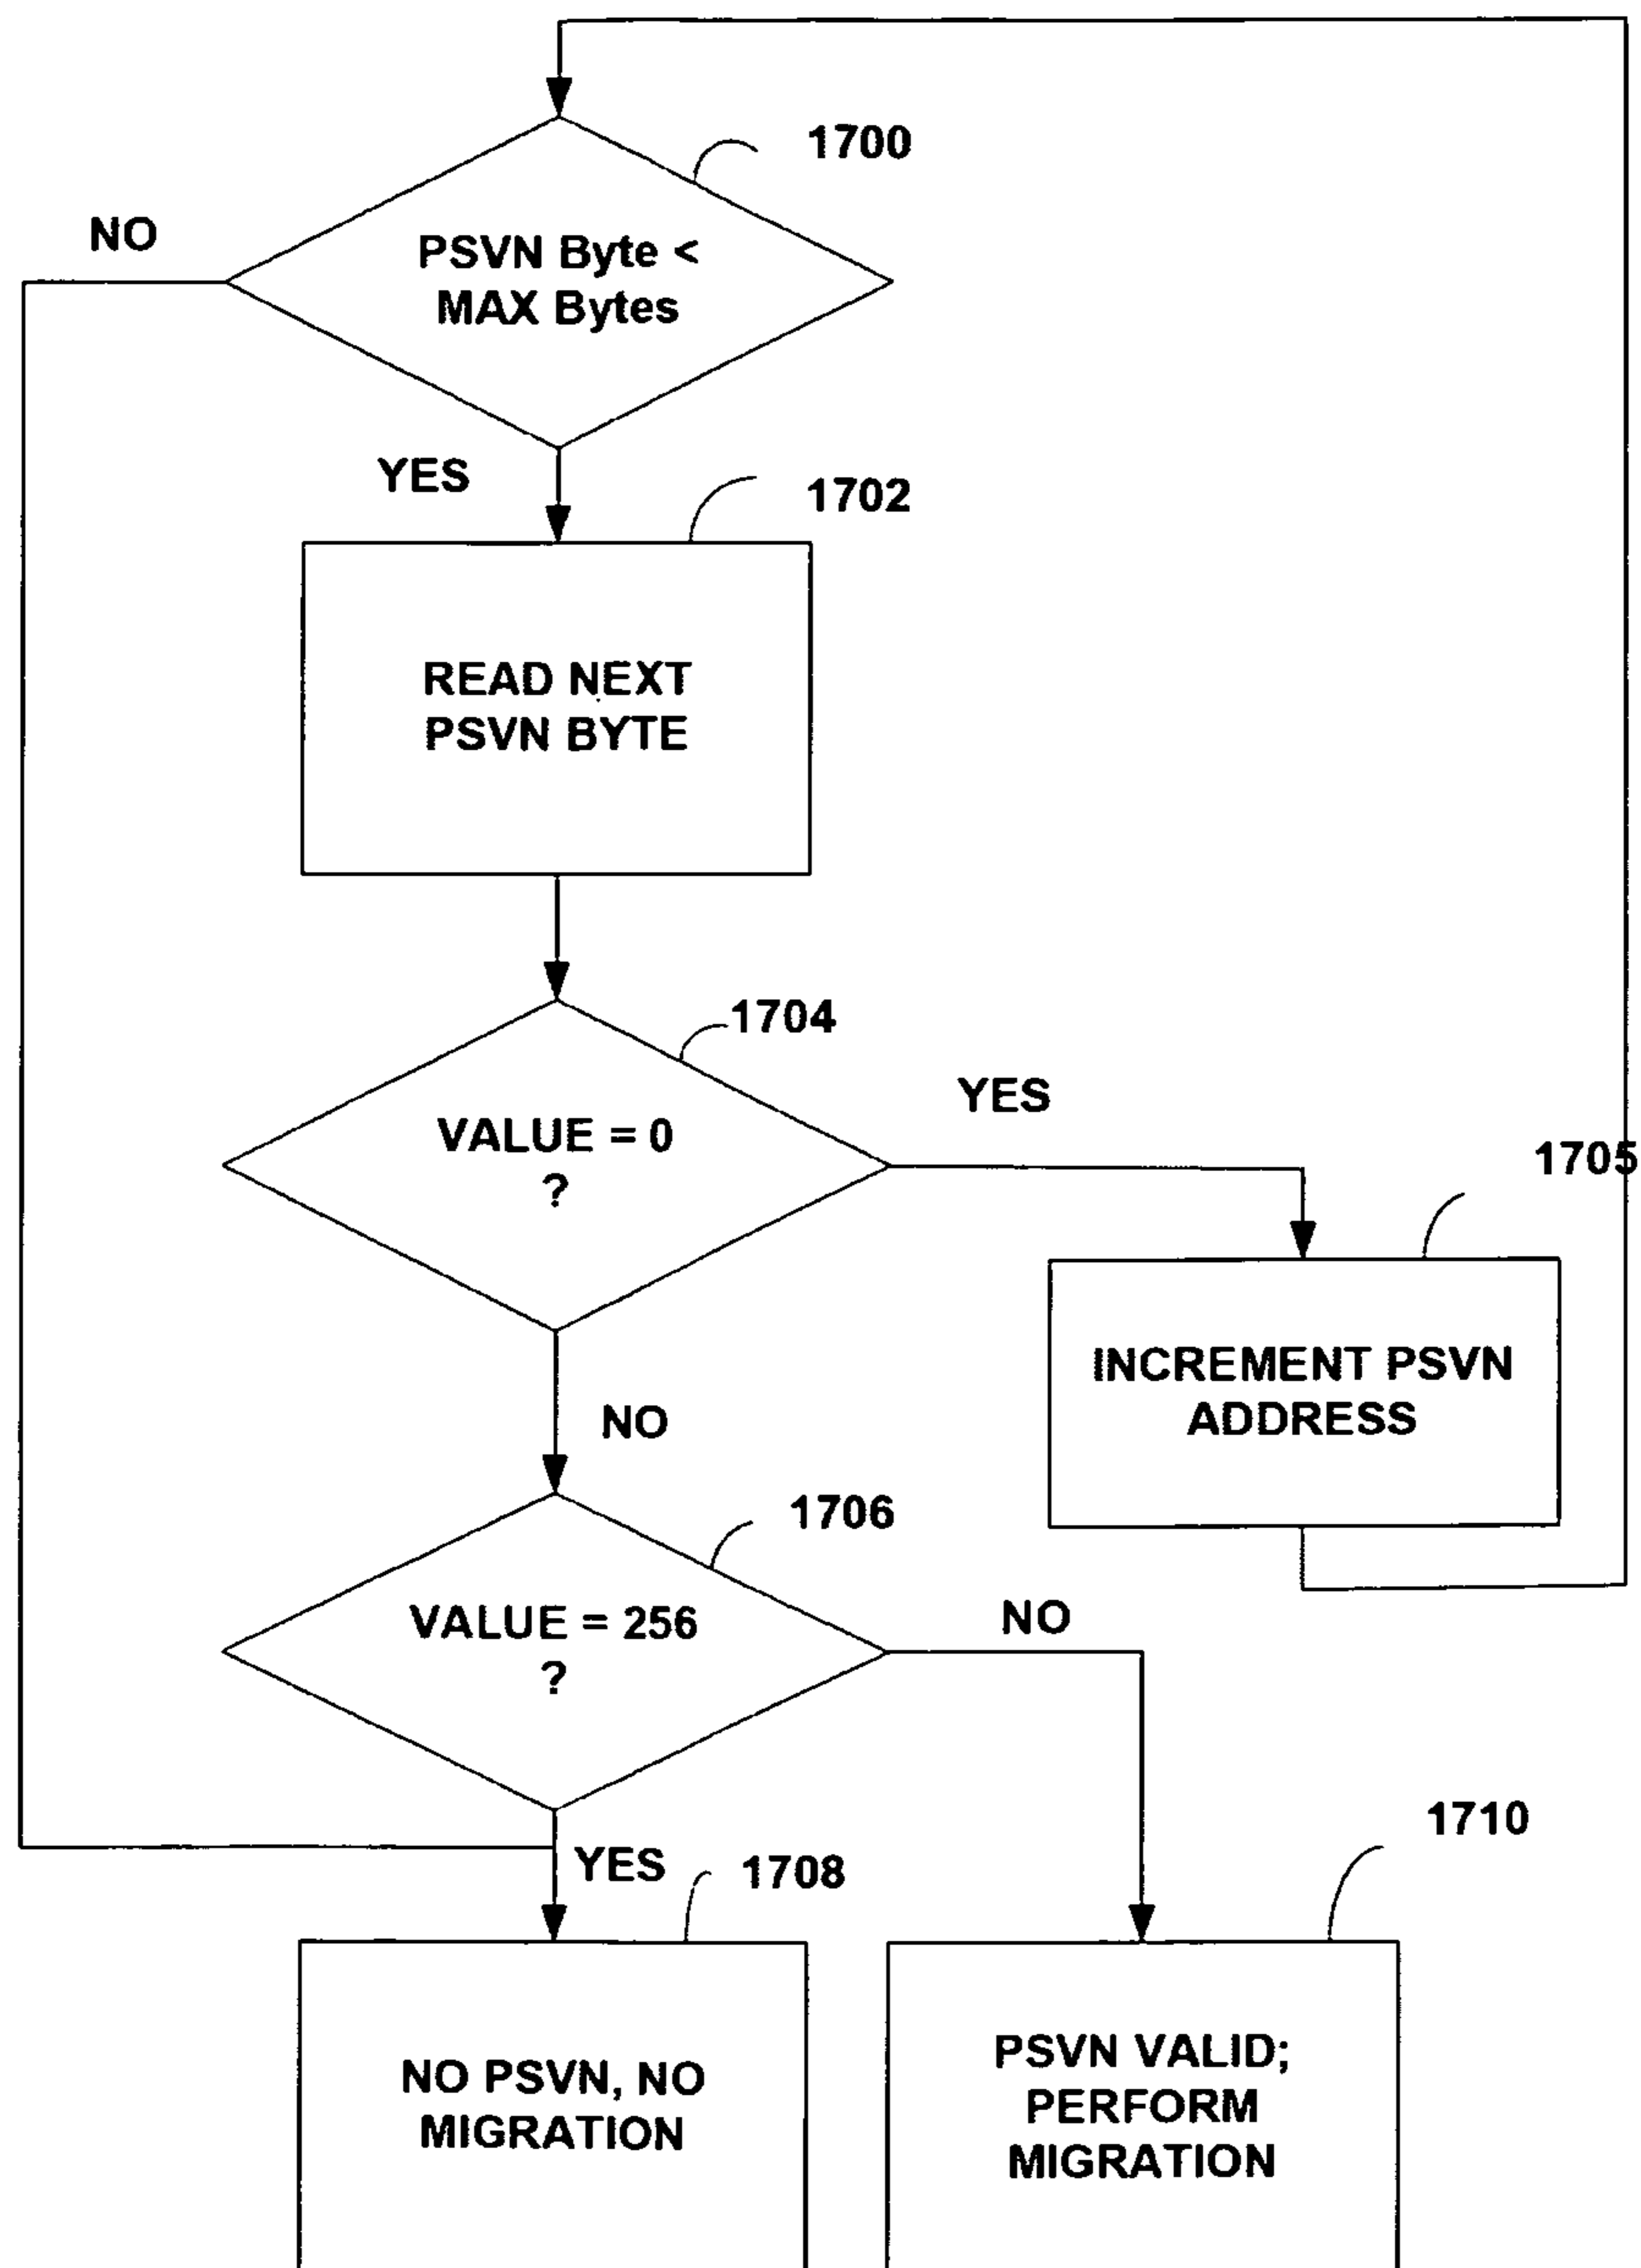 1700
NO
PSVN Byte <
MAX Bytes
YES
1702
READ NEXT
PSVN BYTE
1704
YES
VALUE = 0
?
1705
INCREMENT PSVN
ADDRESS
NO
1706
VALUE = 256
?
NO
1710
YES
1708
NO PSVN, NO
MIGRATION
PSVN VALID;
PERFORM
MIGRATION